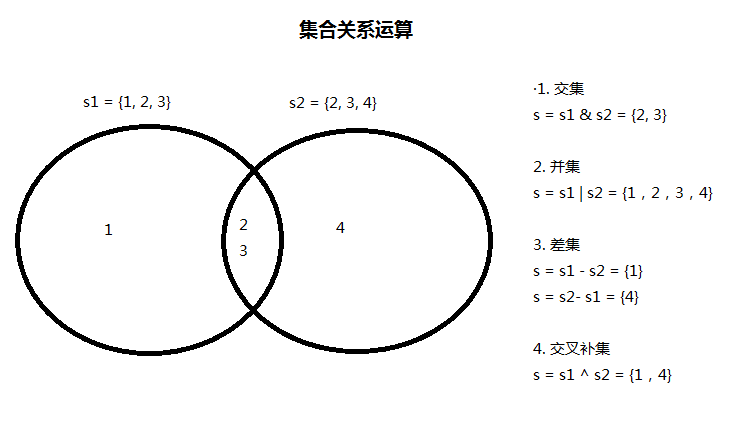 集合关系运算
s1 = {1, 2, 3}
s2 = {2, 3, 4}
1
2
3
4
·1. 交集
s = s1 & s2 = {2, 3}
2. 并集
s = s1 | s2 = {1，2，3，4}
3. 差集
s = s1 - s2 = {1}
s = s2- s1 = {4}
4. 交叉补集
s = s1 ^ s2 = {1，4}